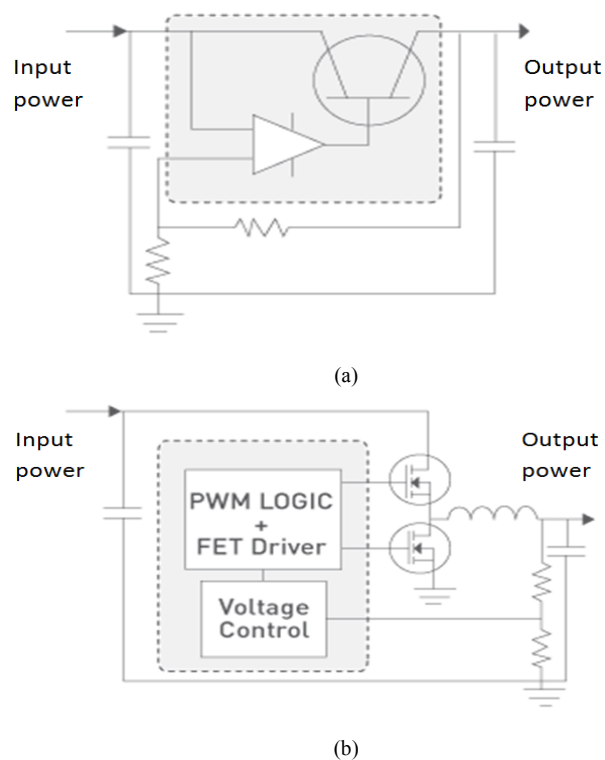 Input
power
Output
power
(a)
Input
power
Output
power
PWM LOGIC
+
FET Driver
Voltage
Control
(b)